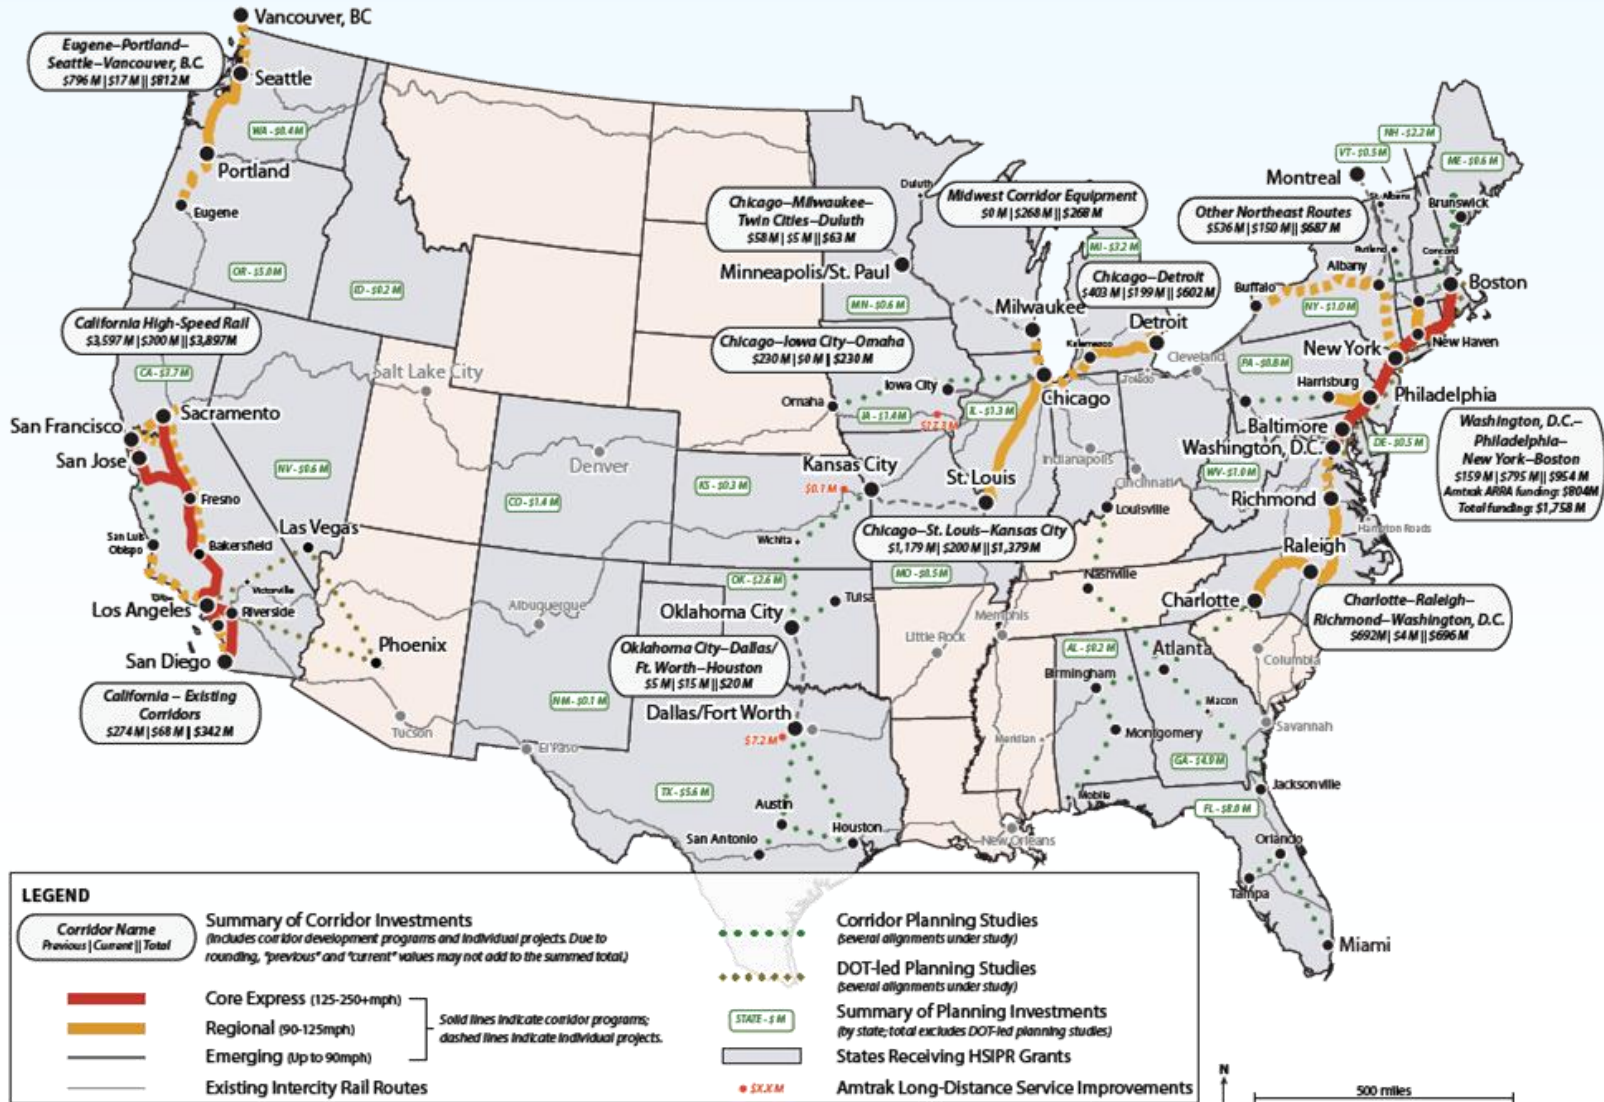 Vancouver, BC
Eugene–Portland–
Seattle–Vancouver, B.C.
$796 M | $17 M || $812 M
Seattle
WA - $0.4 M
Portland
Eugene
OR - $5.0 M
ID - $0.2 M
California High-Speed Rail
$3,597 M | $300 M || $3,897M
CA - $3.7 M
Salt Lake City
Sacramento
San Francisco
San Jose
NV - $0.6 M
Fresno
Las Vegas
San Luis
Obispo
Bakersfield
Victorville
Los Angeles
Riverside
Phoenix
San Diego
California – Existing
Corridors
$274 M | $68 M || $342 M
Tucson
Denver
CO - $1.4 M
Albuquerque
NM - $0.1 M
El Paso
Chicago–Milwaukee–
Twin Cities–Duluth
$58 M | $5 M || $63 M
Duluth
Minneapolis/St. Paul
MN - $0.6 M
Midwest Corridor Equipment
$0 M | $268 M || $268 M
MI - $3.2 M
Chicago–Detroit
$403 M | $199 M || $602 M
Milwaukee
Detroit
Kalamazoo
Chicago–Iowa City–Omaha
$230 M | $0 M || $230 M
Iowa City
Omaha
IA - $1.4 M
$17.3 M
IL - $1.3 M
Chicago
Toledo
Cleveland
Kansas City
KS - $0.3 M
$0.1 M
St. Louis
Indianapolis
Cincinnati
Wichita
Chicago–St. Louis–Kansas City
$1,179 M | $200 M || $1,379 M
Louisville
OK - $2.6 M
MO - $0.5 M
Nashville
Tulsa
Oklahoma City
Oklahoma City–Dallas/
Ft. Worth–Houston
$5 M | $15 M || $20 M
Little Rock
Memphis
Dallas/Fort Worth
$7.2 M
TX - $5.6 M
Austin
San Antonio
Houston
New Orleans
Meridian
AL - $0.2 M
Birmingham
Montgomery
Mobile
Atlanta
Macon
GA - $4.9 M
Columbia
Savannah
Jacksonville
FL - $8.0 M
Orlando
Tampa
Miami
NH - $2.2 M
VT - $0.5 M
ME - $0.6 M
Montreal
St. Albans
Brunswick
Other Northeast Routes
$536 M | $150 M || $687 M
Rutland
Concord
Albany
Buffalo
Boston
NY - $1.0 M
New York
New Haven
PA - $0.8 M
Harrisburg
Philadelphia
Baltimore
Washington, D.C.
DE - $0.5 M
WV - $1.0 M
Washington, D.C.–
Philadelphia–
New York–Boston
$159 M | $795 M || $954 M
Amtrak ARRA funding: $804M
Total funding: $1,758 M
Richmond
Hampton Roads
Raleigh
Charlotte
Charlotte–Raleigh–
Richmond–Washington, D.C.
$692M | $4 M || $696 M
LEGEND
Corridor Name
Previous | Current || Total
Summary of Corridor Investments
(Includes corridor development programs and individual projects. Due to
rounding, "previous" and "current" values may not add to the summed total.)
Core Express (125-250+mph)
Regional (90-125mph)
Emerging (Up to 90mph)
Solid lines indicate corridor programs;
dashed lines indicate individual projects.
Existing Intercity Rail Routes
Corridor Planning Studies
(several alignments under study)
DOT-led Planning Studies
(several alignments under study)
STATE - $ M
Summary of Planning Investments
(by state; total excludes DOT-led planning studies)
States Receiving HSIPR Grants
$X.X M
Amtrak Long-Distance Service Improvements
N
500 miles